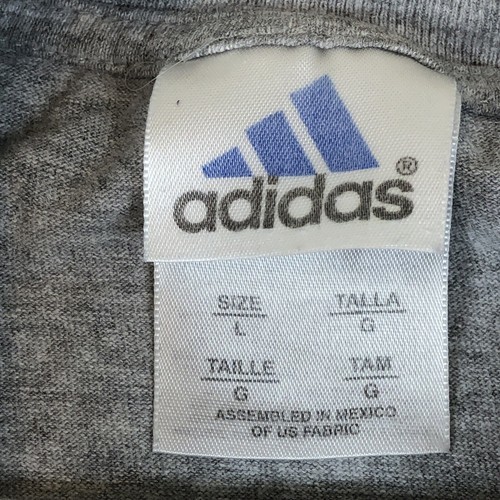 adidas®
SIZE TALLA
L G
TAILLE TAM
G G
ASSEMBLED IN MEXICO
OF US FABRIC